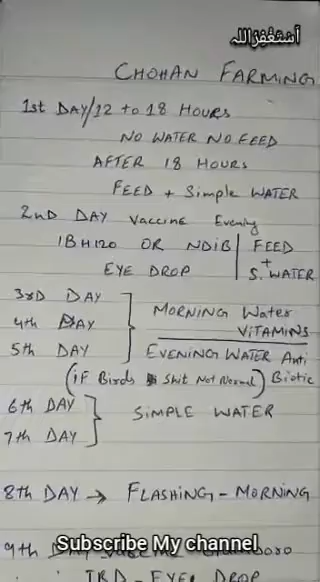 اَسْتَغْفِرُاللہ
CHOHAN FARMING
1st DAY/12 to 18 HOURS
NO WATER NO FEED
AFTER 18 HOURS
FEED + Simple WATER
2nd DAY Vaccine Evening
IBH120 OR NDiB | FEED
+
EYE DROP S. WATER
3rd DAY
4th DAY
5th DAY
MORNING Water
VITAMINS
EVENING WATER Anti
Biotic
(IF Birds Shit Not Normal)
6th DAY
7th DAY
SIMPLE WATER
8th DAY → FLASHING - MORNING
Subscribe My channel
9th DAY
IBD - EYE DROP